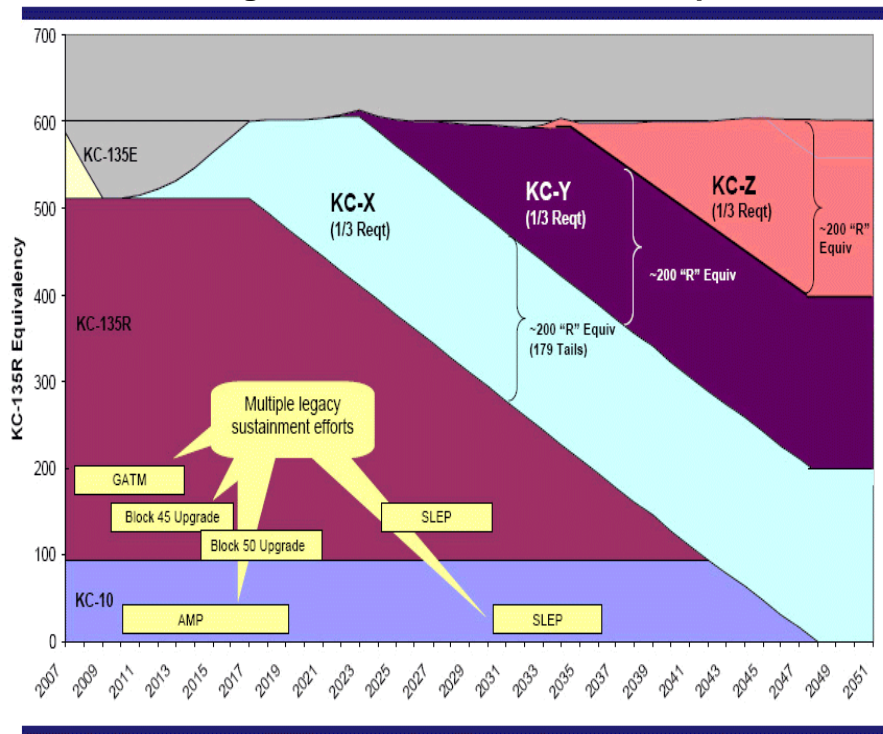 700
600
500
400
300
200
100
0
KC-135R Equivalency
KC-135E
KC-135R
KC-10
KC-X
(1/3 Reqt)
KC-Y
(1/3 Reqt)
KC-Z
(1/3 Reqt)
~200 "R" Equiv
(179 Tails)
~200 "R" Equiv
~200 "R"
Equiv
Multiple legacy
sustainment efforts
GATM
Block 45 Upgrade
Block 50 Upgrade
SLEP
AMP
SLEP
2007
2009
2011
2013
2015
2017
2019
2021
2023
2025
2027
2029
2031
2033
2035
2037
2039
2041
2043
2045
2047
2049
2051